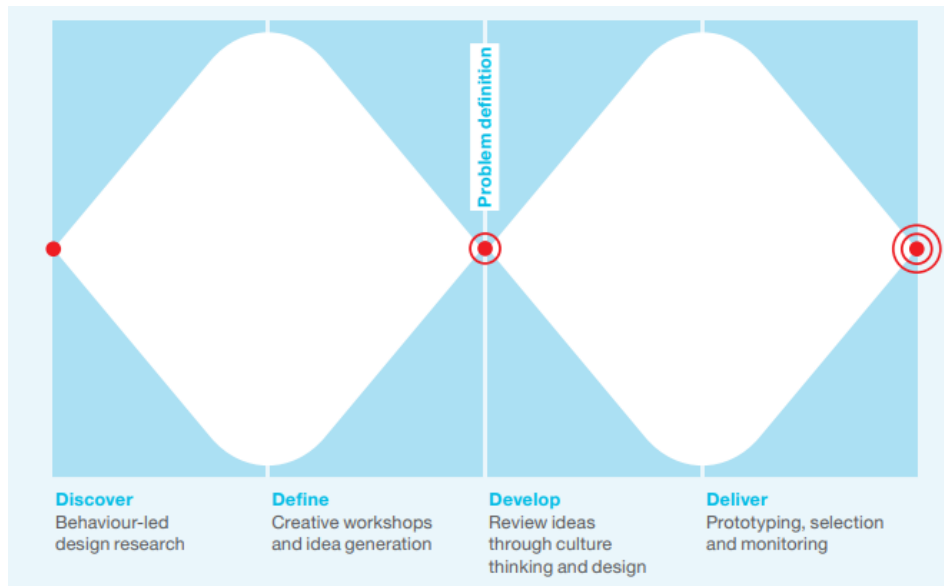 Problem definition
Discover
Behaviour-led
design research
Define
Creative workshops
and idea generation
Develop
Review ideas
through culture
thinking and design
Deliver
Prototyping, selection
and monitoring